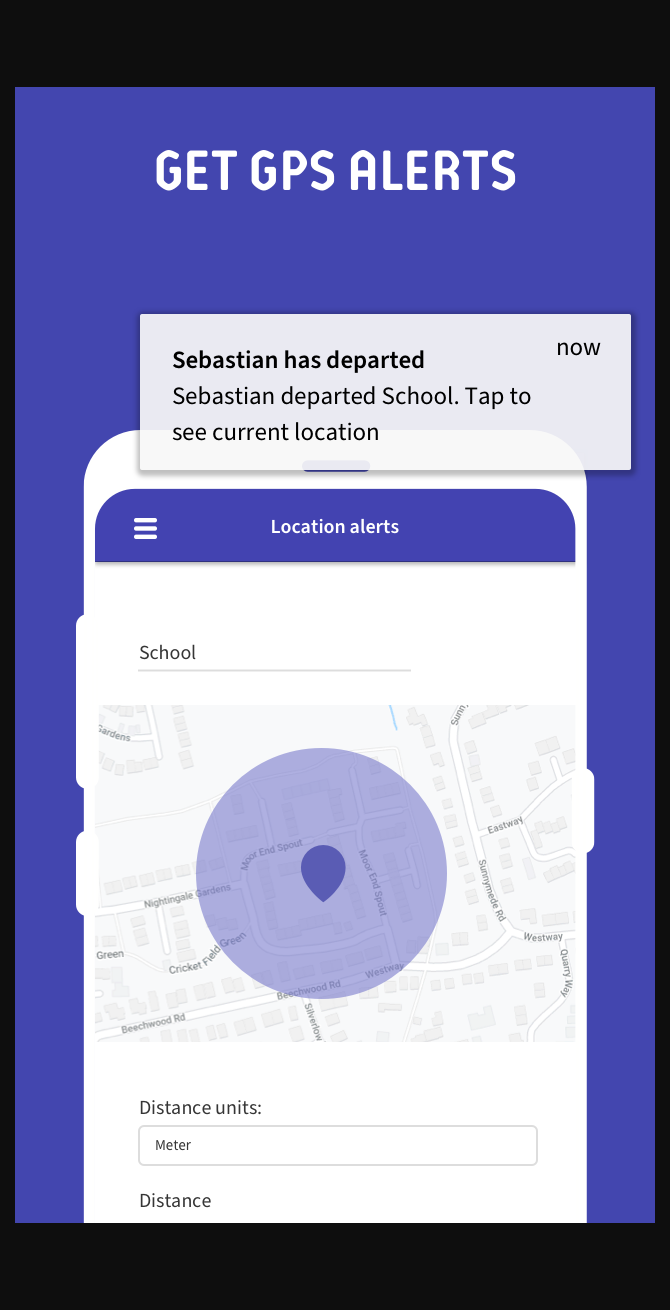 GET GPS ALERTS
Sebastian has departed
now
Sebastian departed School. Tap to
see current location
Location alerts
School
Gardens
Sunny
Eastway
Moor End Spout
Moor End Spout
Nightingale Gardens
Sunnymede Rd
Green
Cricket Field Green
Westway
Westway
Quarry Way
Beechwood Rd
Beechwood Rd
Silverlow
Distance units:
Meter
Distance